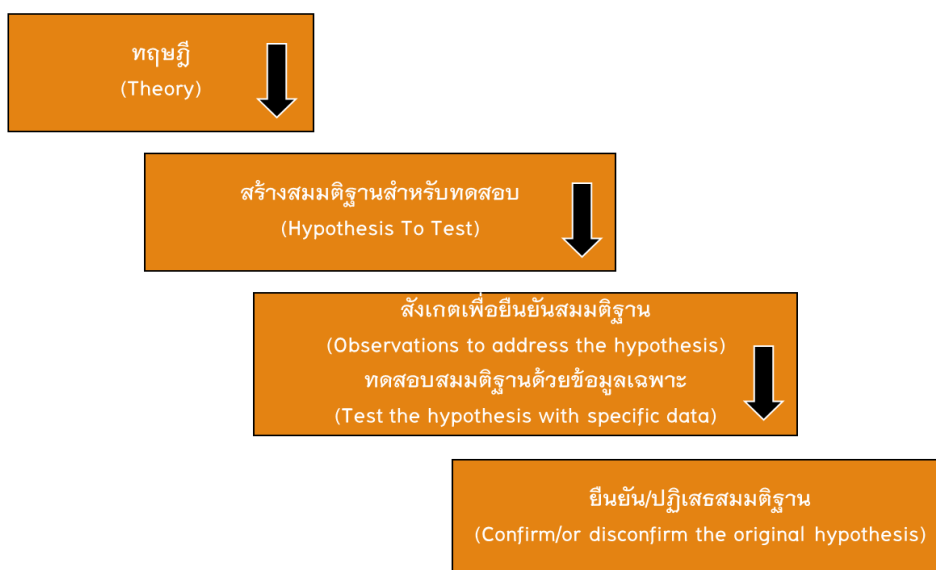 ทฤษฎี
(Theory)
สร้างสมมติฐานสำหรับทดสอบ
(Hypothesis To Test)
สังเกตเพื่อยืนยันสมมติฐาน
(Observations to address the hypothesis)
ทดสอบสมมติฐานด้วยข้อมูลเฉพาะ
(Test the hypothesis with specific data)
ยืนยัน/ปฏิเสธสมมติฐาน
(Confirm/or disconfirm the original hypothesis)